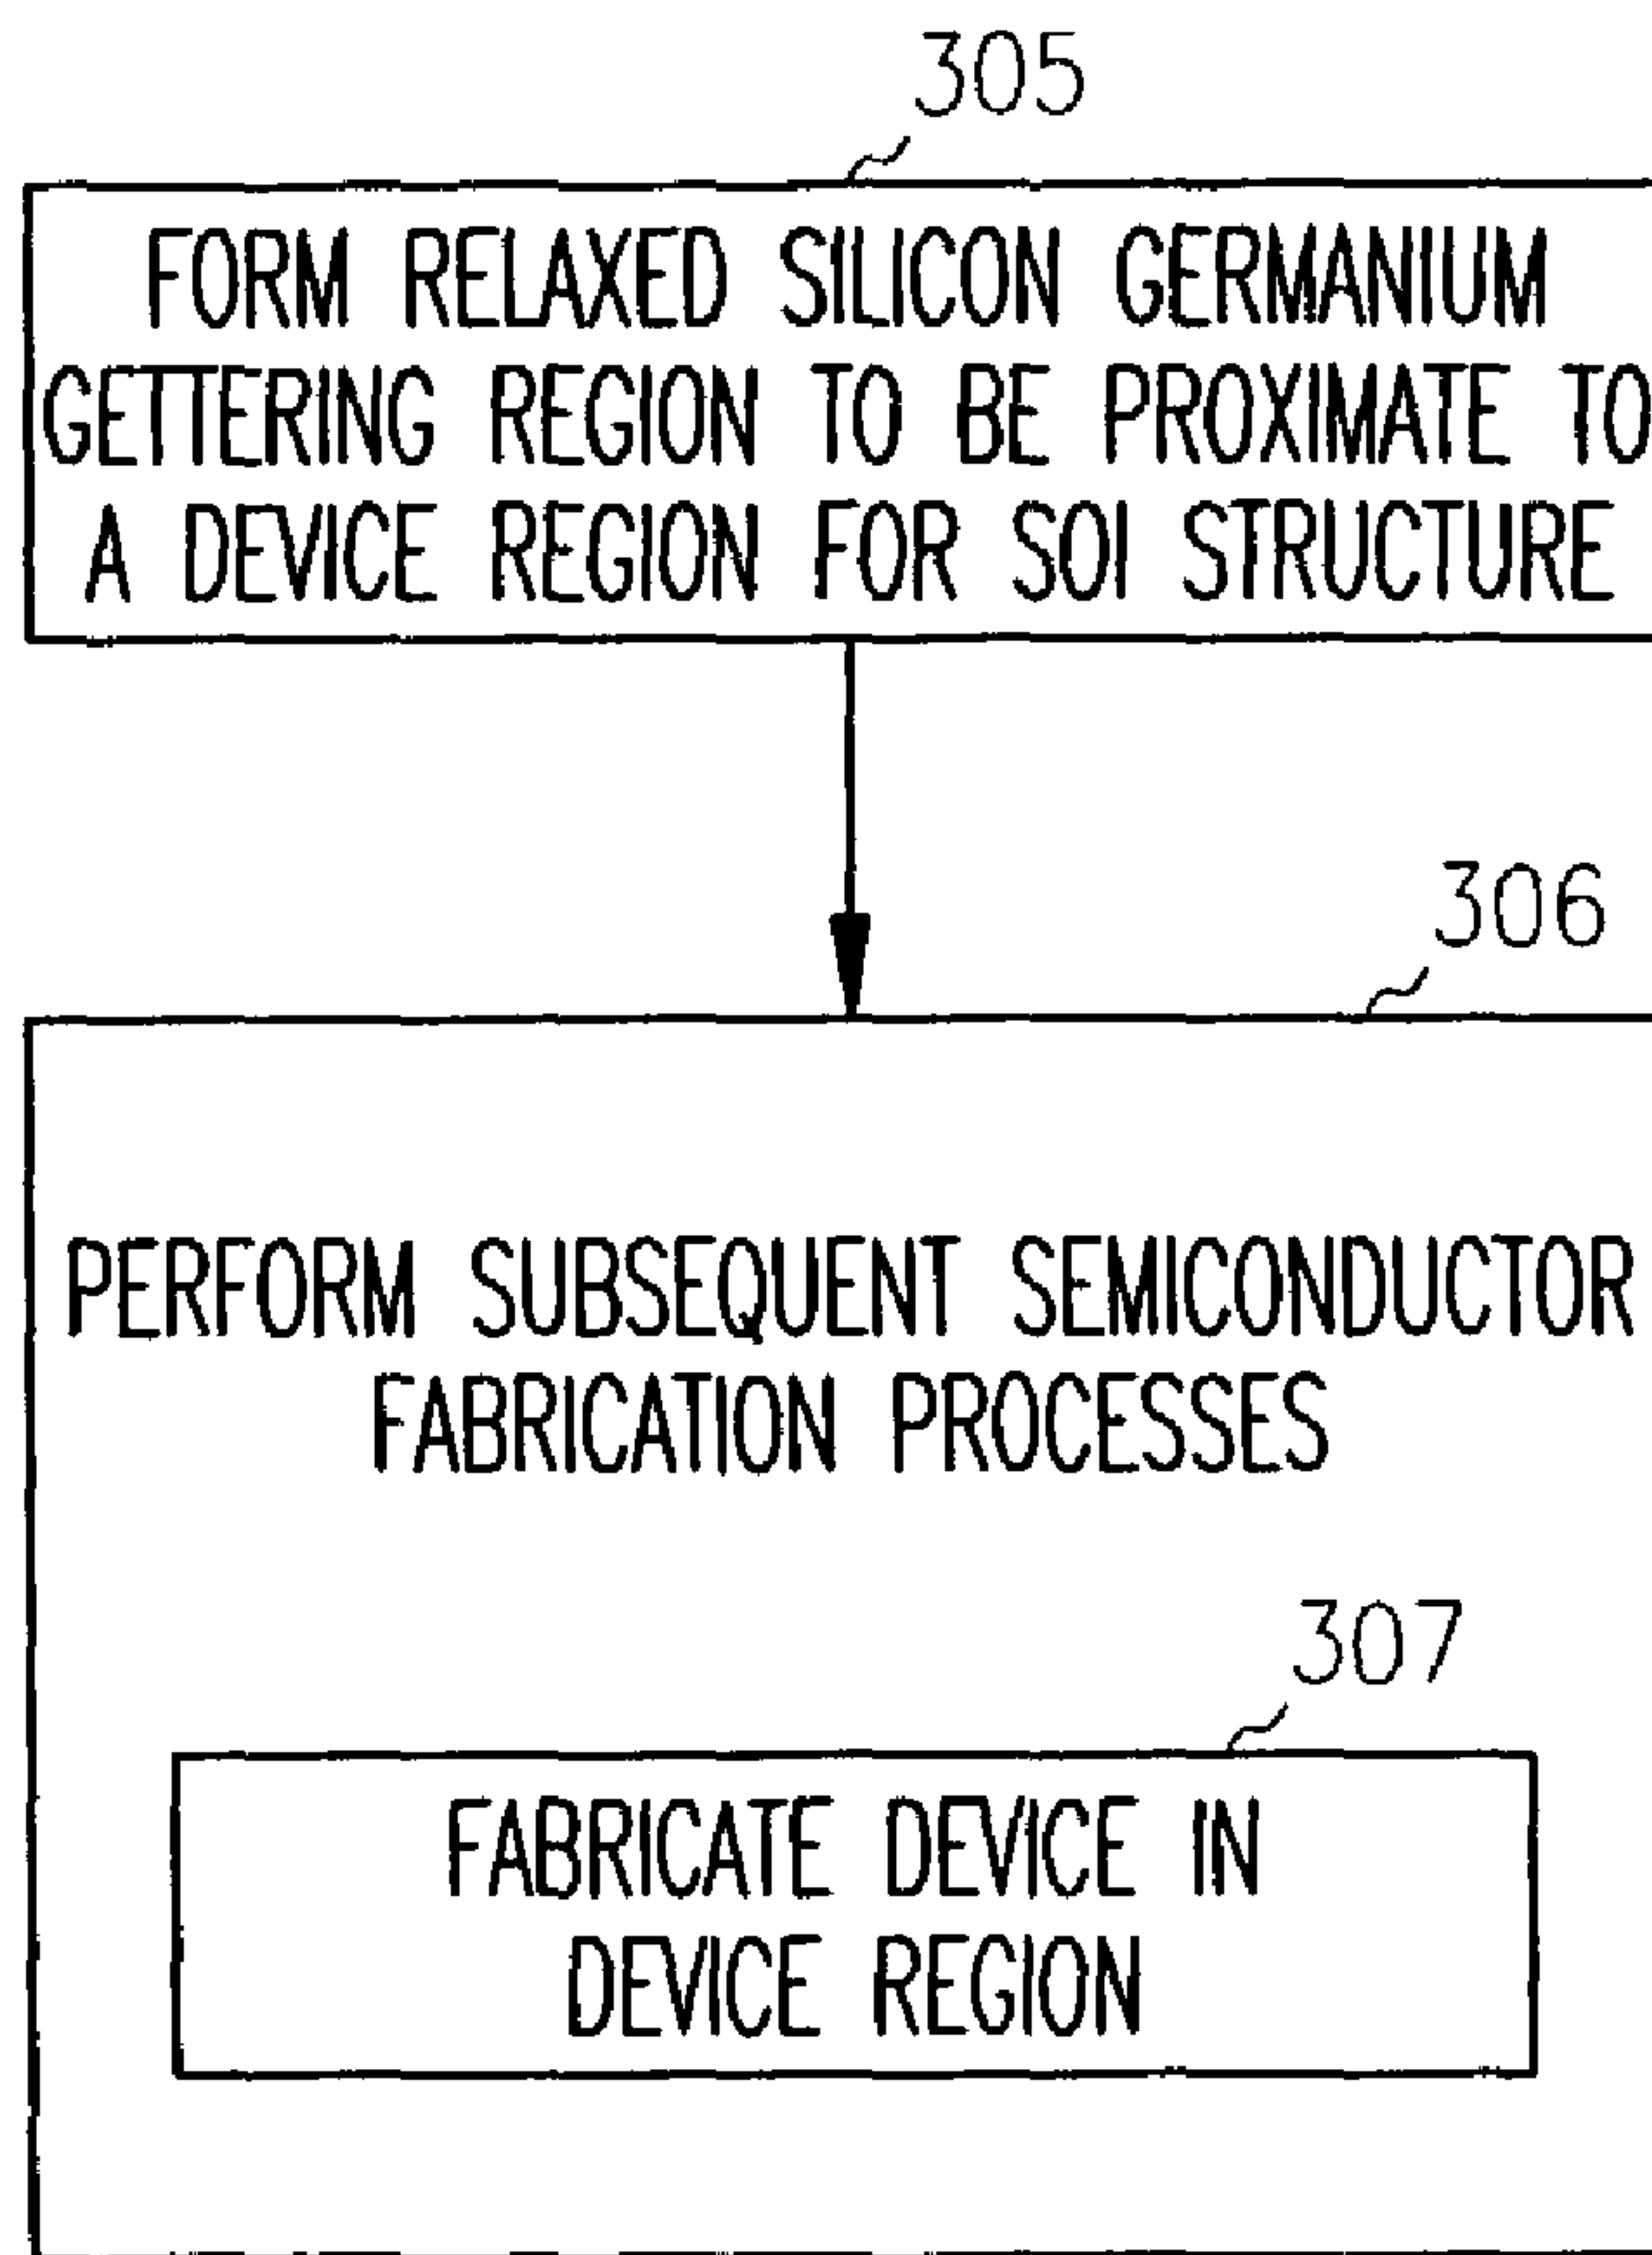 305
FORM RELAXED SILICON GERMANIUM
GETTERING REGION TO BE PROXIMATE TO
A DEVICE REGION FOR SOI STRUCTURE
306
PERFORM SUBSEQUENT SEMICONDUCTOR
FABRICATION PROCESSES
307
FABRICATE DEVICE IN
DEVICE REGION